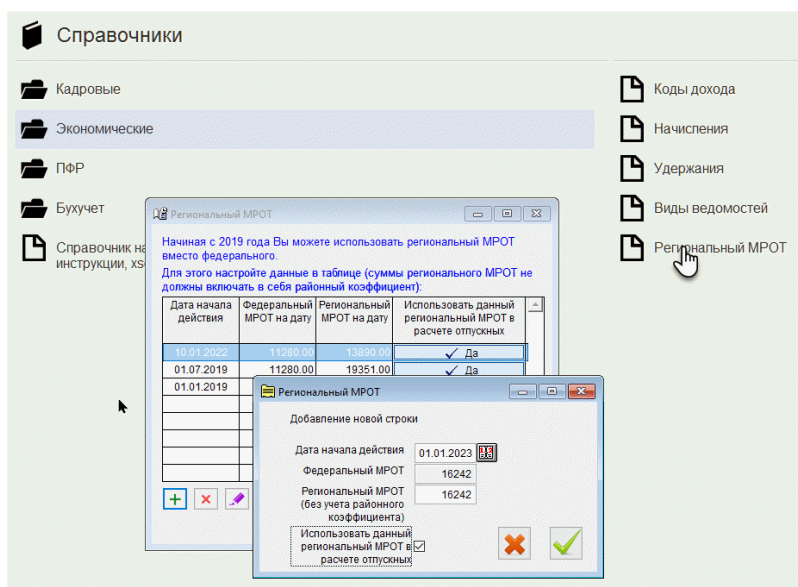 Справочники
Кадровые
Экономические
ПФР
Бухучет
Справочник на
инструкции, xs
Коды дохода
Начисления
Удержания
Виды ведомостей
Региональный МРОТ
Региональный МРОТ
Начиная с 2019 года Вы можете использовать региональный МРОТ
вместо федерального.
Для этого настройте данные в таблице (суммы регионального МРОТ не
должны включать в себя районный коэффициент):
Дата начала действия Федеральный МРОТ на дату Региональный МРОТ на дату Использовать данный региональный МРОТ в расчете отпускных
10.01.2022 11280.00 13890.00 Да
01.07.2019 11280.00 19351.00 Да
01.01.2019
Региональный МРОТ
Добавление новой строки
Дата начала действия 01.01.2023
Федеральный МРОТ 16242
Региональный МРОТ 16242
(без учета районного
коэффициента)
Использовать данный
региональный МРОТ в
расчете отпускных